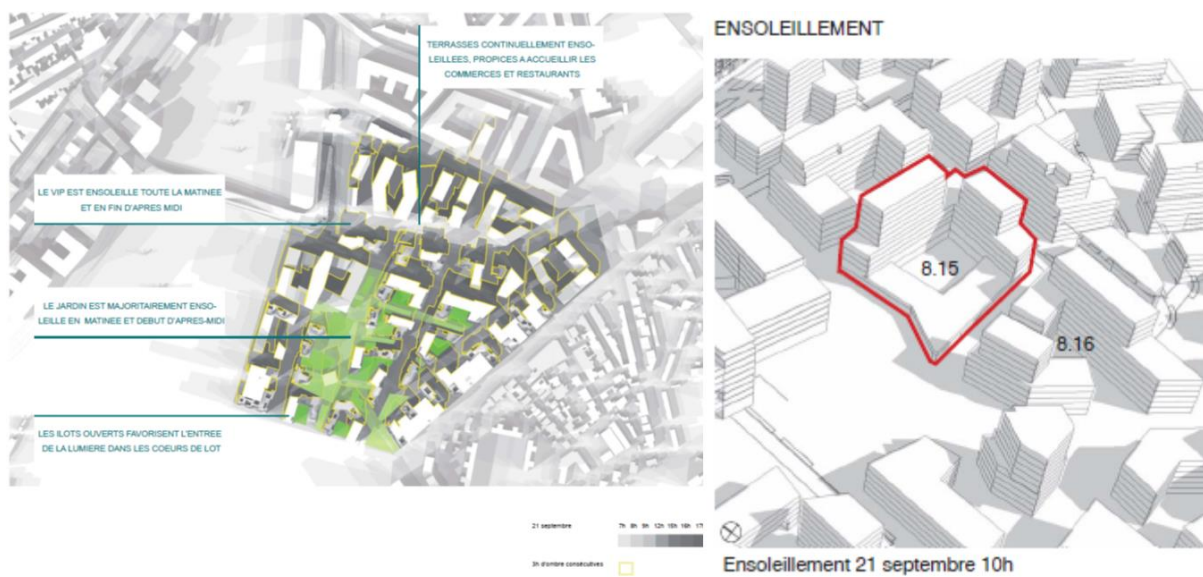 TERRASSES CONTINUELLEMENT ENSO-
LEILLEES, PROPICES A ACCUEILLIR LES
COMMERCES ET RESTAURANTS
LE VIP EST ENSOLEILLE TOUTE LA MATINEE
ET EN FIN D'APRES MIDI
LE JARDIN EST MAJORITAIREMENT ENSO-
LEILLE EN MATINEE ET DEBUT D'APRES-MIDI
LES ILOTS OUVERTS FAVORISENT L'ENTREE
DE LA LUMIERE DANS LES COEURS DE LOT
21 septembre
7h 8h 9h 12h 15h 16h
3h d'ombre consécutives
ENSOLEILLEMENT
8.15
8.16
Ensoleillement 21 septembre 10h